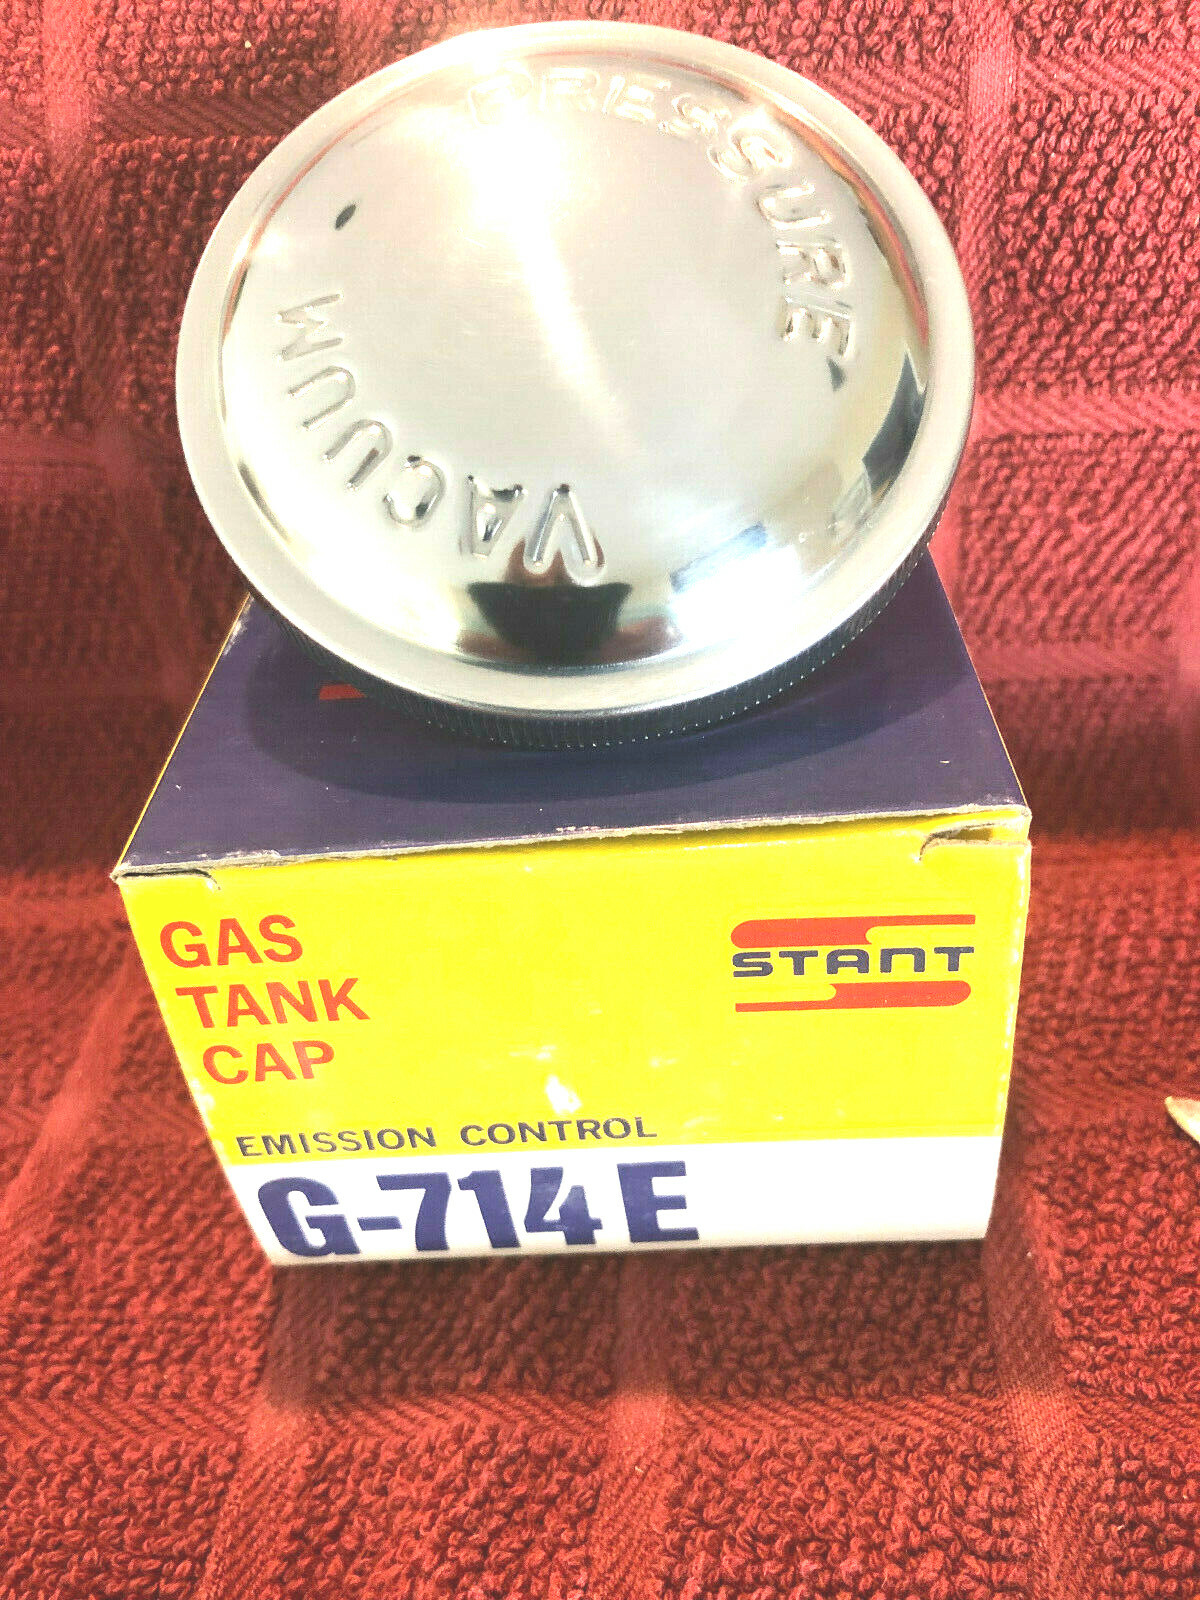 PRESSURE
VACUUM
GAS
TANK
CAP
STANT
EMISSION CONTROL
G-714E